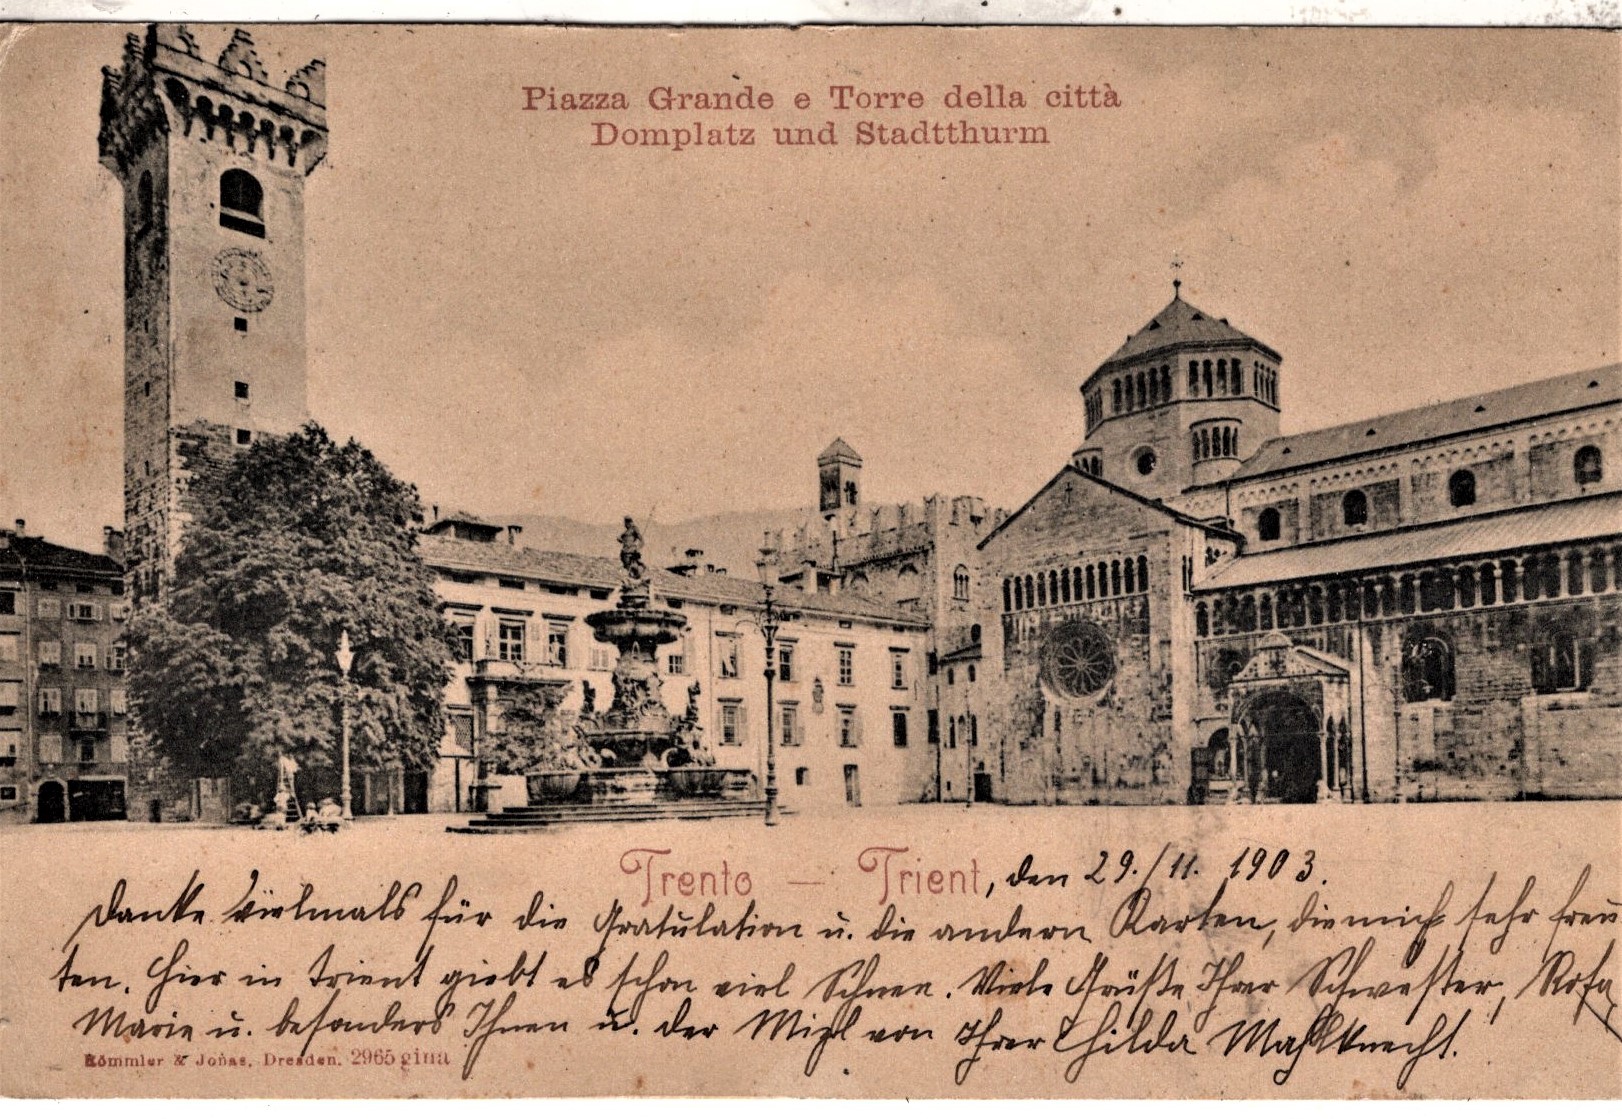 Piazza Grande e Torre della città
Domplatz und Stadtthurm
Trento — Trient, den 29./11. 1903.
Danke vielmals für die Gratulation u. die andern Karten, die mich sehr freu
ten. Hier in Trient giebt es schon viel Schnee. Viele Grüße Ihrer Schwester, Rosa,
Marie u. besonders Ihnen u. der Mizl von Ihrer Hilda Mahlknecht.
Römmler & Jonas, Dresden. 2965 gina